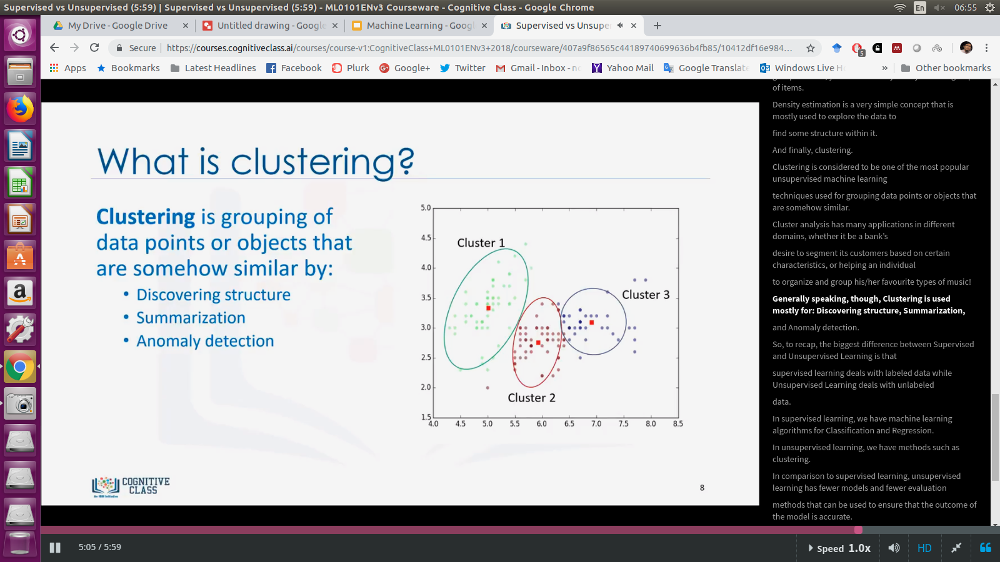 Supervised vs Unsupervised (5:59) | Supervised vs Unsupervised (5:59) - ML0101ENv3 Courseware - Cognitive Class - Google Chrome
En
06:55
My Drive - Google Drive
Untitled drawing - Google
Machine Learning - Googl
Supervised vs Unsuper
Secure
https://courses.cognitiveclass.ai/courses/course-v1:CognitiveClass+ML0101ENv3+2018/courseware/407a9f86565c44189740699636b4fb85/10412df16e984...
5
Apps
Bookmarks
Latest Headlines
Facebook
Plurk
Google+
Twitter
Gmail - Inbox - no
Yahoo Mail
Google Translate
Windows Live H
»
Other bookmarks
What is clustering?
Clustering is grouping of
data points or objects that
are somehow similar by:
• Discovering structure
• Summarization
• Anomaly detection
5.0
4.5
4.0
3.5
3.0
2.5
2.0
1.5
Cluster 1
Cluster 3
Cluster 2
4.0 4.5 5.0 5.5 6.0 6.5 7.0 7.5 8.0 8.5
COGNITIVE
CLASS
An IBM Initiative
8
of items.
Density estimation is a very simple concept that is
mostly used to explore the data to
find some structure within it.
And finally, clustering.
Clustering is considered to be one of the most popular
unsupervised machine learning
techniques used for grouping data points or objects that
are somehow similar.
Cluster analysis has many applications in different
domains, whether it be a bank's
desire to segment its customers based on certain
characteristics, or helping an individual
to organize and group his/her favourite types of music!
Generally speaking, though, Clustering is used
mostly for: Discovering structure, Summarization,
and Anomaly detection.
So, to recap, the biggest difference between Supervised
and Unsupervised Learning is that
supervised learning deals with labeled data while
Unsupervised Learning deals with unlabeled
data.
In supervised learning, we have machine learning
algorithms for Classification and Regression.
In unsupervised learning, we have methods such as
clustering.
In comparison to supervised learning, unsupervised
learning has fewer models and fewer evaluation
methods that can be used to ensure that the outcome of
the model is accurate.
5:05 / 5:59
Speed 1.0x
HD